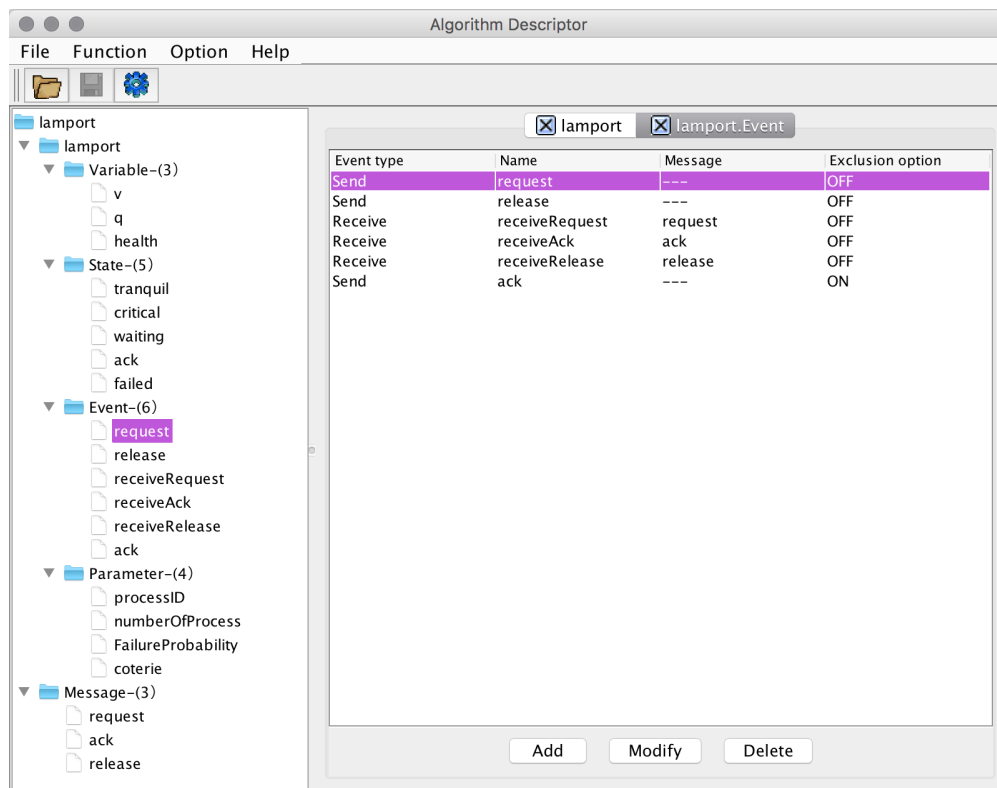 Algorithm Descriptor
File Function Option Help
lamport
lamport
Variable-(3)
v
q
health
State-(5)
tranquil
critical
waiting
ack
failed
Event-(6)
request
release
receiveRequest
receiveAck
receiveRelease
ack
Parameter-(4)
processID
numberOfProcess
FailureProbability
coterie
Message-(3)
request
ack
release
lamport lamport.Event
Event type Name Message Exclusion option
Send request --- OFF
Send release --- OFF
Receive receiveRequest request OFF
Receive receiveAck ack OFF
Receive receiveRelease release OFF
Send ack --- ON
Add Modify Delete